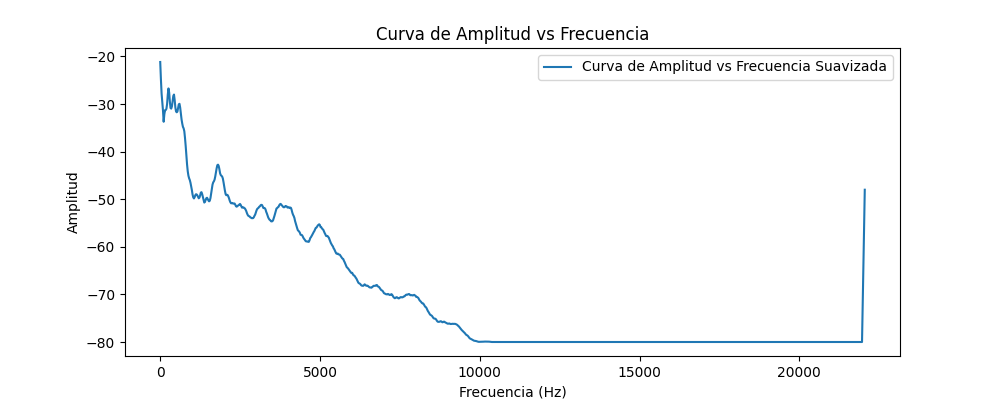 Curva de Amplitud vs Frecuencia
Curva de Amplitud vs Frecuencia Suavizada
Amplitud
−20
−30
−40
−50
−60
−70
−80
0 5000 10000 15000 20000
Frecuencia (Hz)